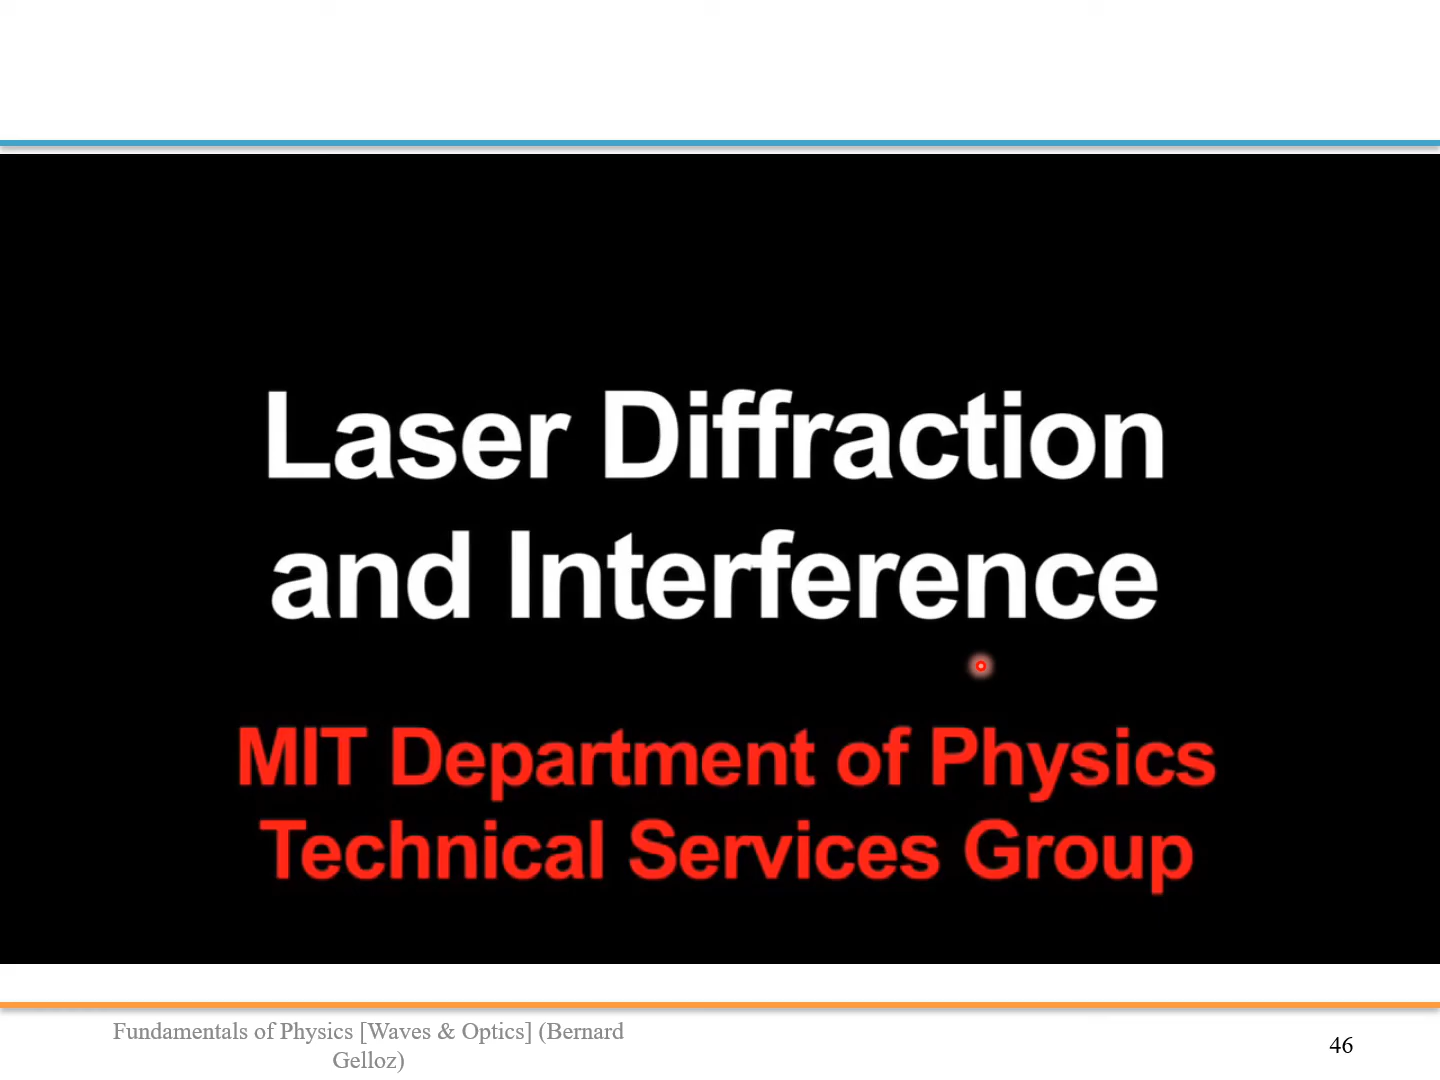 Laser Diffraction
and Interference
MIT Department of Physics
Technical Services Group
Fundamentals of Physics [Waves & Optics] (Bernard
Gelloz)
46